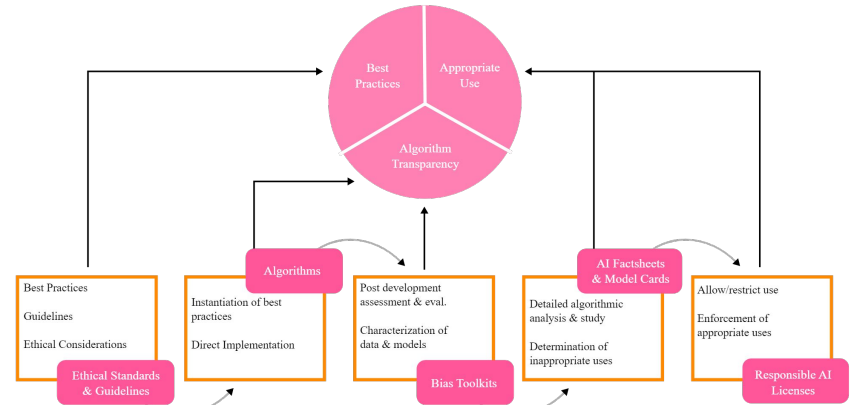 Best
Practices
Appropriate
Use
Algorithm
Transparency
Best Practices
Guidelines
Ethical Considerations
Ethical Standards
& Guidelines
Algorithms
Instantiation of best
practices
Direct Implementation
Post development
assessment & eval.
Characterization of
data & models
Bias Toolkits
AI Factsheets
& Model Cards
Detailed algorithmic
analysis & study
Determination of
inappropriate uses
Allow/restrict use
Enforcement of
appropriate uses
Responsible AI
Licenses